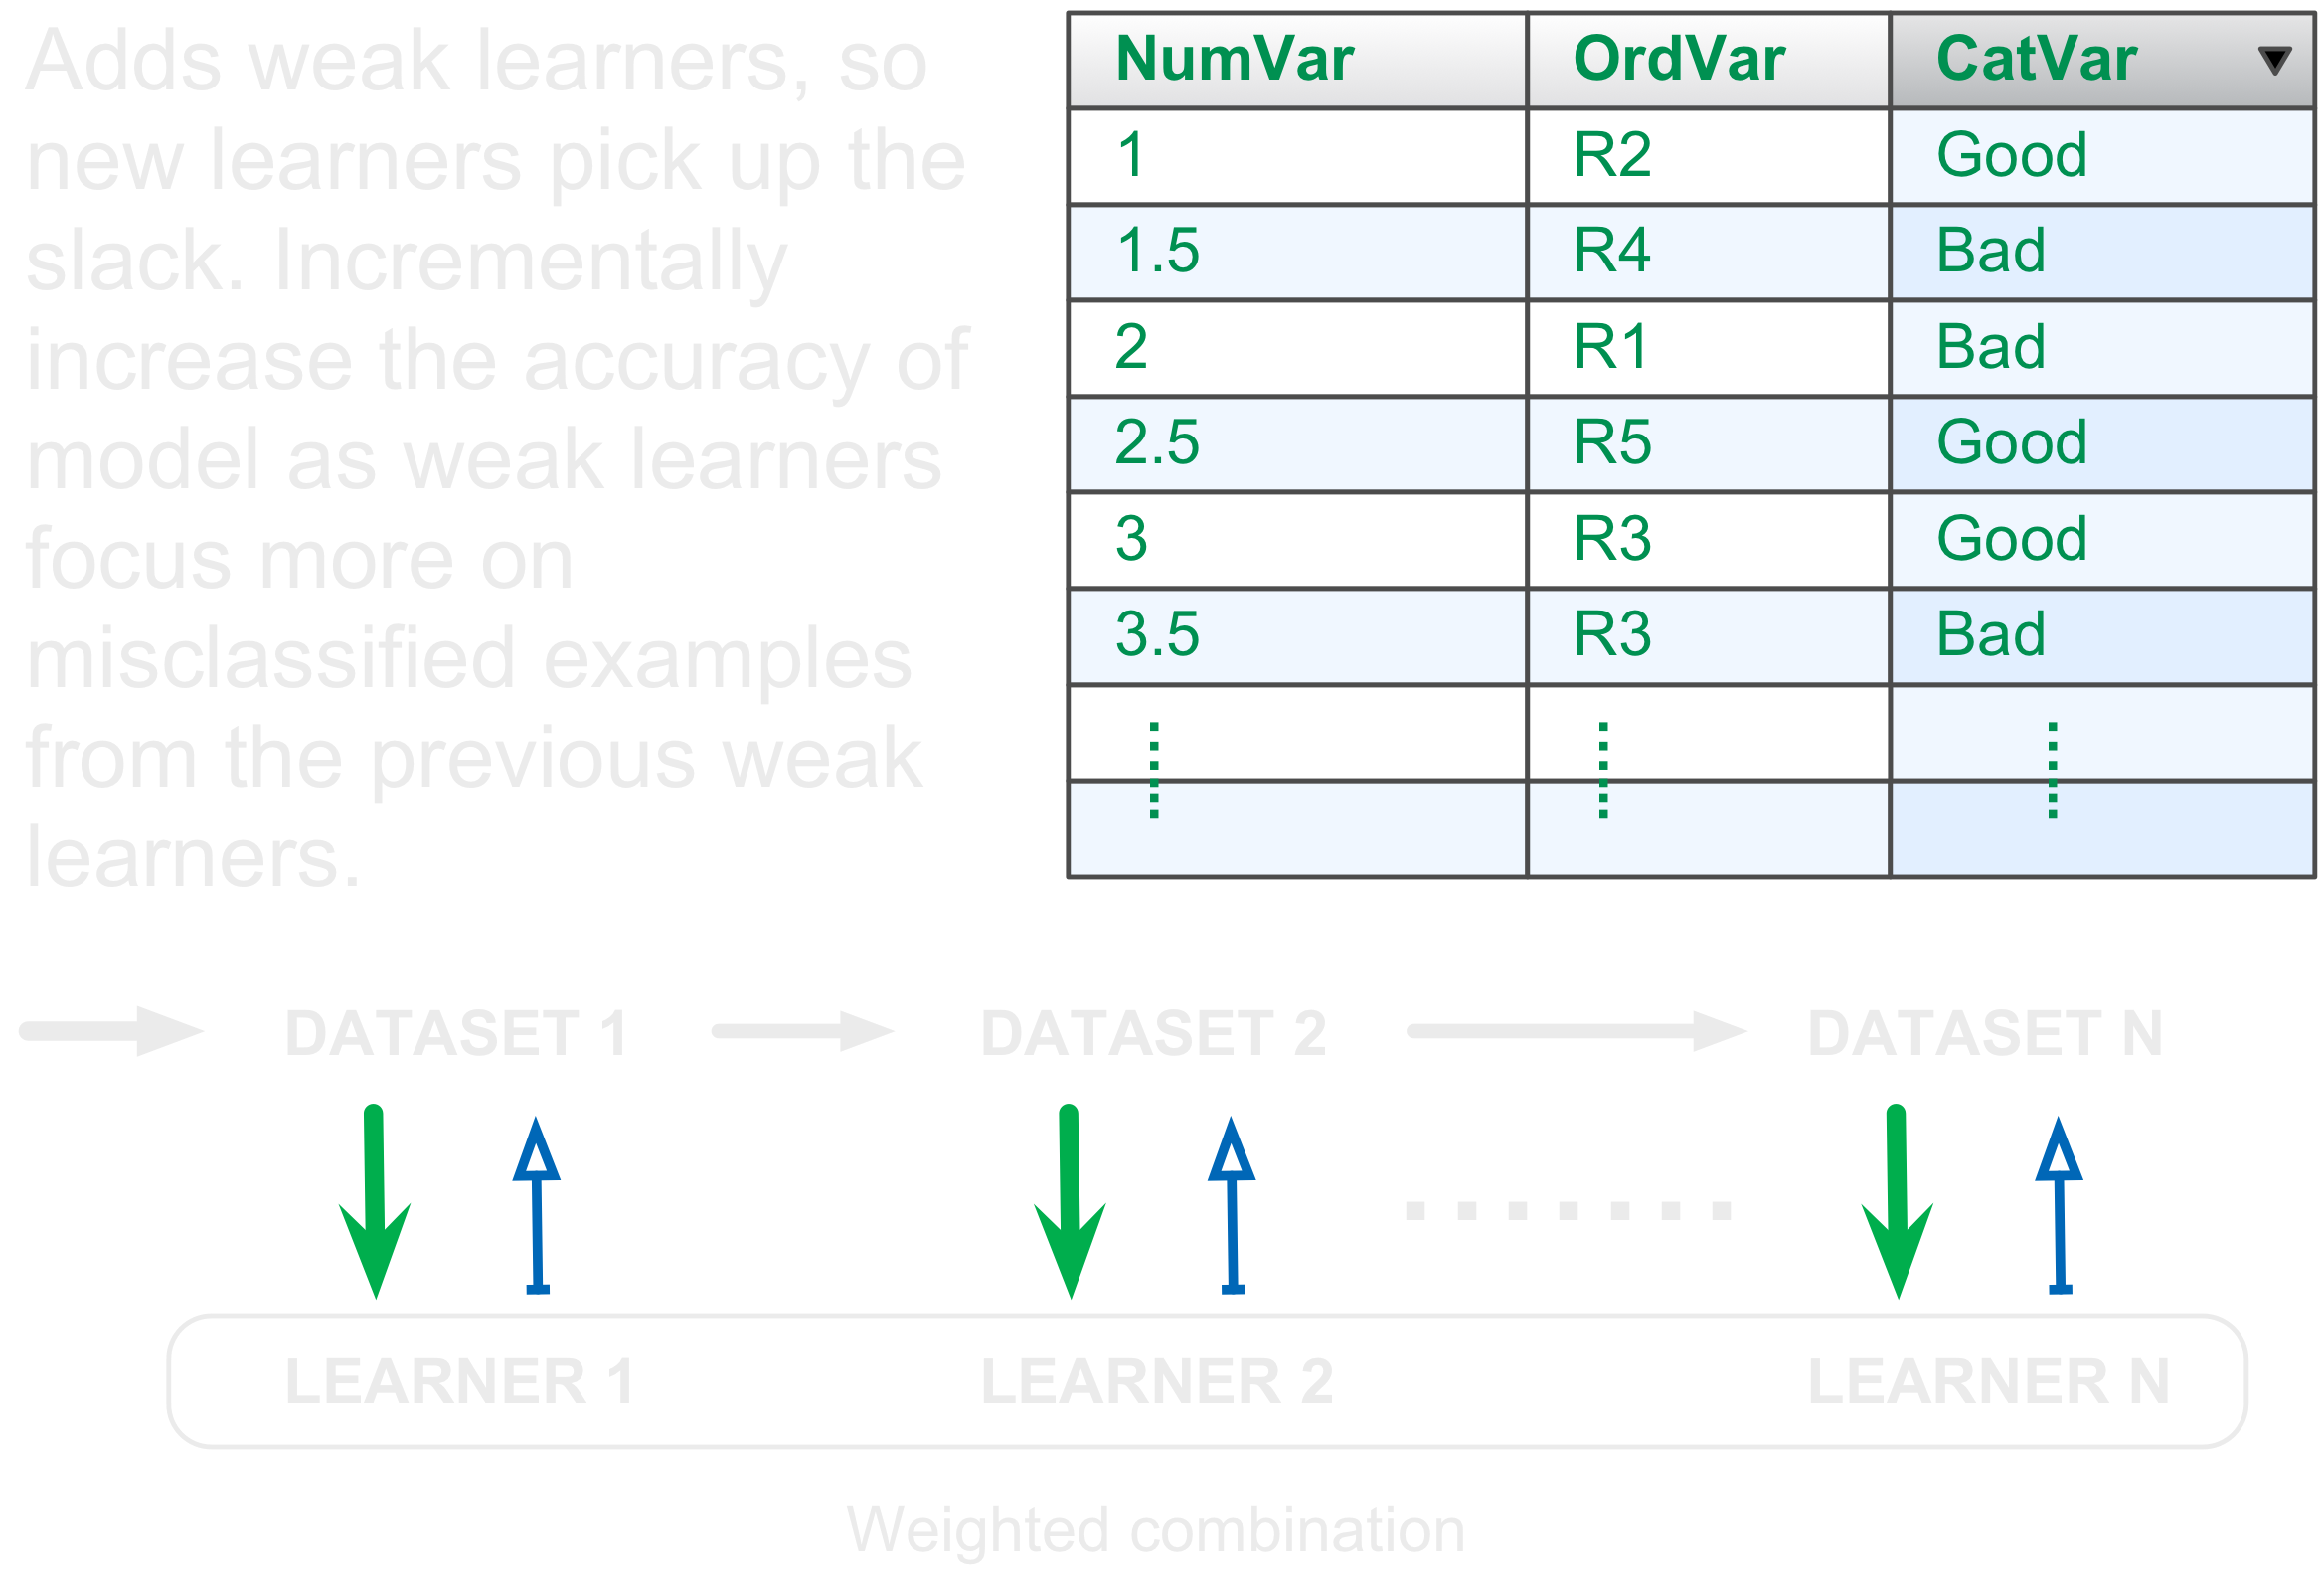 Adds weak learners, so
new learners pick up the
slack. Incrementally
increase the accuracy of
model as weak learners
focus more on
misclassified examples
from the previous weak
learners.
NumVar OrdVar CatVar
1 R2 Good
1.5 R4 Bad
2 R1 Bad
2.5 R5 Good
3 R3 Good
3.5 R3 Bad
DATASET 1 DATASET 2 DATASET N
LEARNER 1 LEARNER 2 LEARNER N
Weighted combination